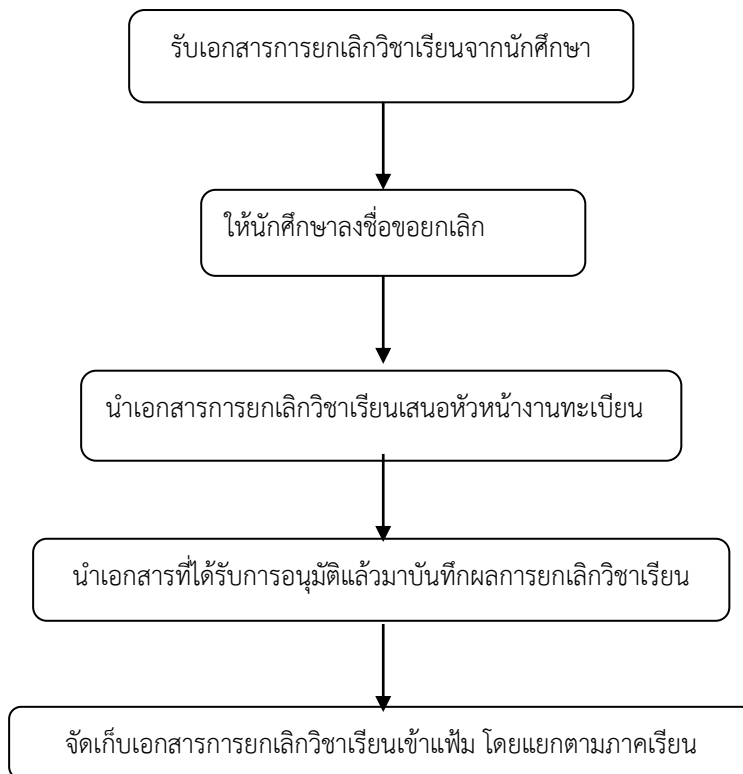 รับเอกสารการยกเลิกวิชาเรียนจากนักศึกษา
ให้นักศึกษาลงชื่อขอยกเลิก
นำเอกสารการยกเลิกวิชาเรียนเสนอหัวหน้างานทะเบียน
นำเอกสารที่ได้รับการอนุมัติแล้วมาบันทึกผลการยกเลิกวิชาเรียน
จัดเก็บเอกสารการยกเลิกวิชาเรียนเข้าแฟ้ม โดยแยกตามภาคเรียน